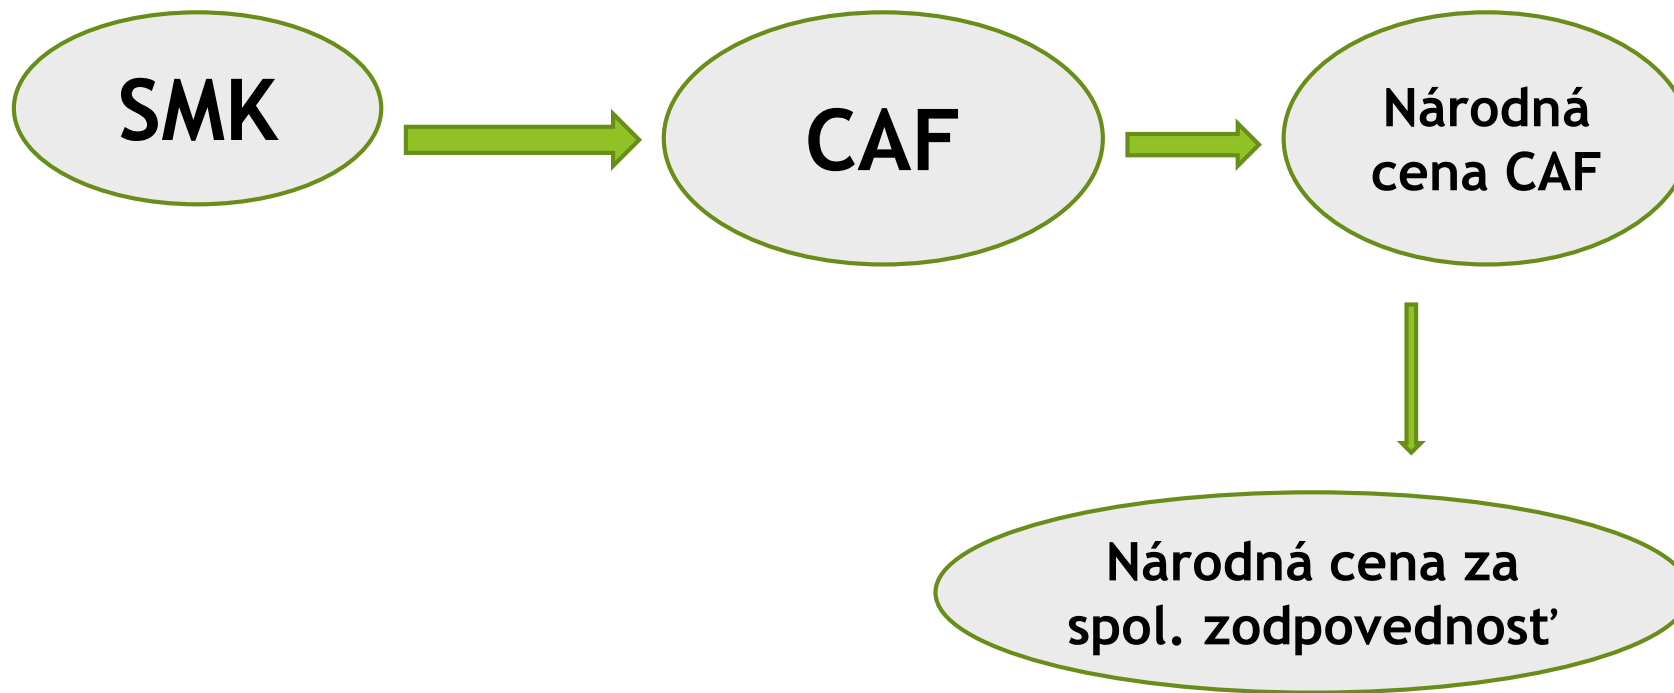 SMK
CAF
Národná
cena CAF
Národná cena za
spol. zodpovednosť